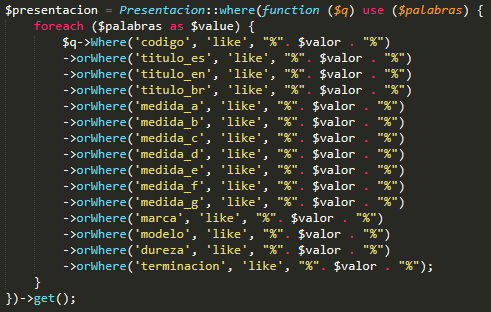 $presentacion = Presentacion::where(function ($q) use ($palabras) {
    foreach ($palabras as $value) {
        $q->Where('codigo', 'like', "%". $valor . "%")
        ->orWhere('titulo_es', 'like', "%". $valor . "%")
        ->orWhere('titulo_en', 'like', "%". $valor . "%")
        ->orWhere('titulo_br', 'like', "%". $valor . "%")
        ->orWhere('medida_a', 'like', "%". $valor . "%")
        ->orWhere('medida_b', 'like', "%". $valor . "%")
        ->orWhere('medida_c', 'like', "%". $valor . "%")
        ->orWhere('medida_d', 'like', "%". $valor . "%")
        ->orWhere('medida_e', 'like', "%". $valor . "%")
        ->orWhere('medida_f', 'like', "%". $valor . "%")
        ->orWhere('medida_g', 'like', "%". $valor . "%")
        ->orWhere('marca', 'like', "%". $valor . "%")
        ->orWhere('modelo', 'like', "%". $valor . "%")
        ->orWhere('dureza', 'like', "%". $valor . "%")
        ->orWhere('terminacion', 'like', "%". $valor . "%");
    }
})->get();